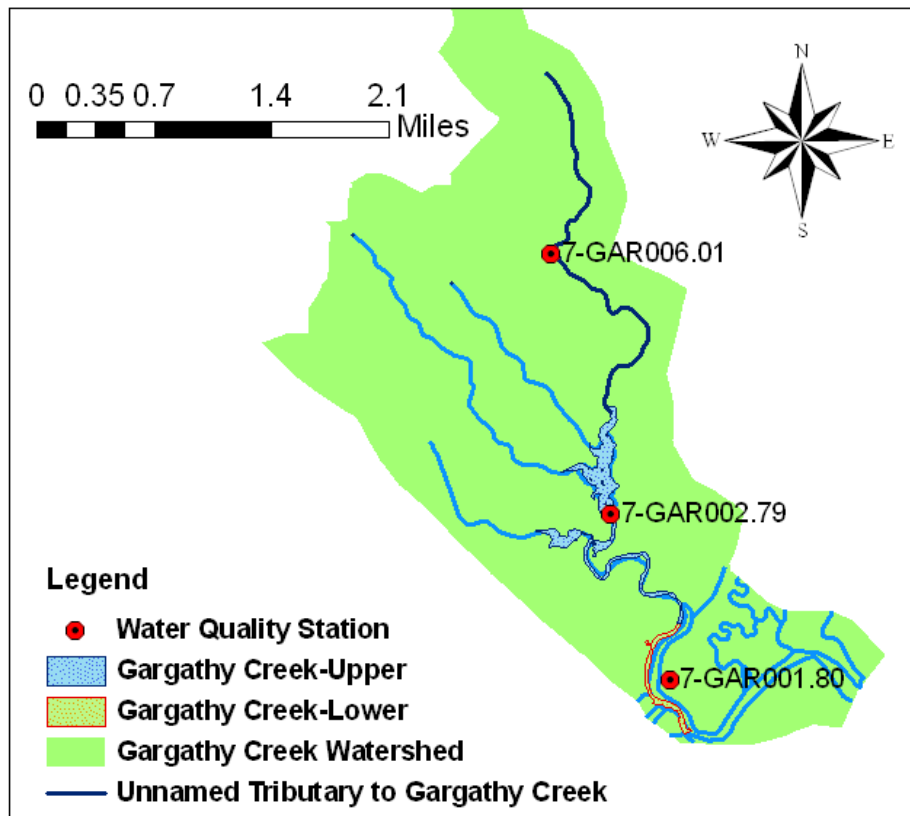 0 0.35 0.7 1.4 2.1
Miles
N
W E
S
7-GAR006.01
7-GAR002.79
7-GAR001.80
Legend
Water Quality Station
Gargathy Creek-Upper
Gargathy Creek-Lower
Gargathy Creek Watershed
Unnamed Tributary to Gargathy Creek